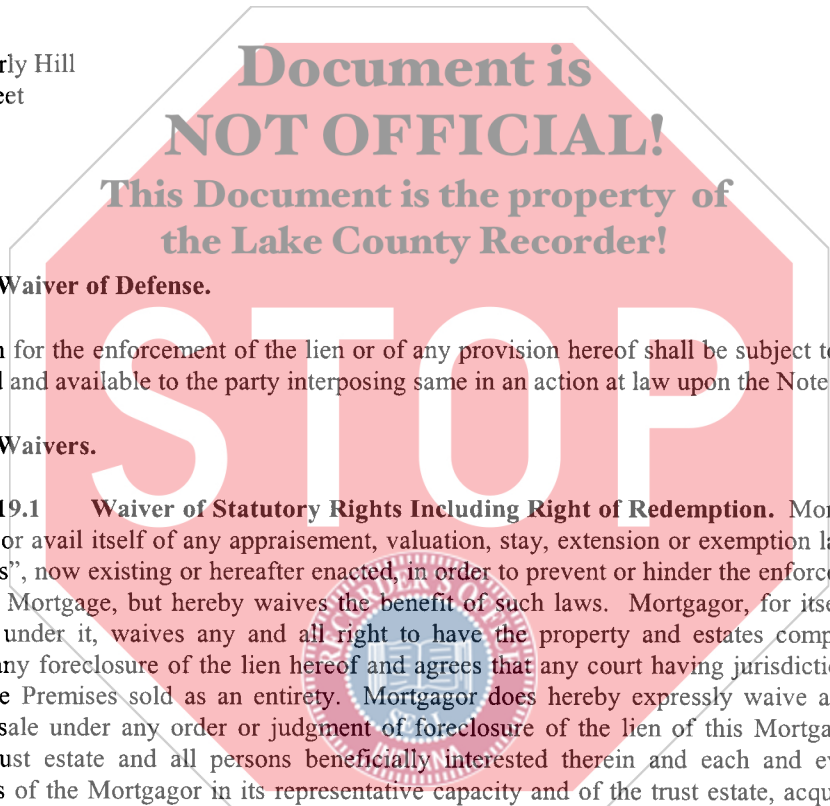 rly Hill
eet
Document is
NOT OFFICIAL!
This Document is the property of
the Lake County Recorder!
Waiver of Defense.
for the enforcement of the lien or of any provision hereof shall be subject to
and available to the party interposing same in an action at law upon the Note
STOP
Waivers.
19.1 Waiver of Statutory Rights Including Right of Redemption. Mor
or avail itself of any appraisement, valuation, stay, extension or exemption la
s”, now existing or hereafter enacted, in order to prevent or hinder the enforce
Mortgage, but hereby waives the benefit of such laws. Mortgagor, for itse
under it, waives any and all right to have the property and estates comp
any foreclosure of the lien hereof and agrees that any court having jurisdictio
e Premises sold as an entirety. Mortgagor does hereby expressly waive a
sale under any order or judgment of foreclosure of the lien of this Mortga
ust estate and all persons beneficially interested therein and each and ev
s of the Mortgagor in its representative capacity and of the trust estate, acqu